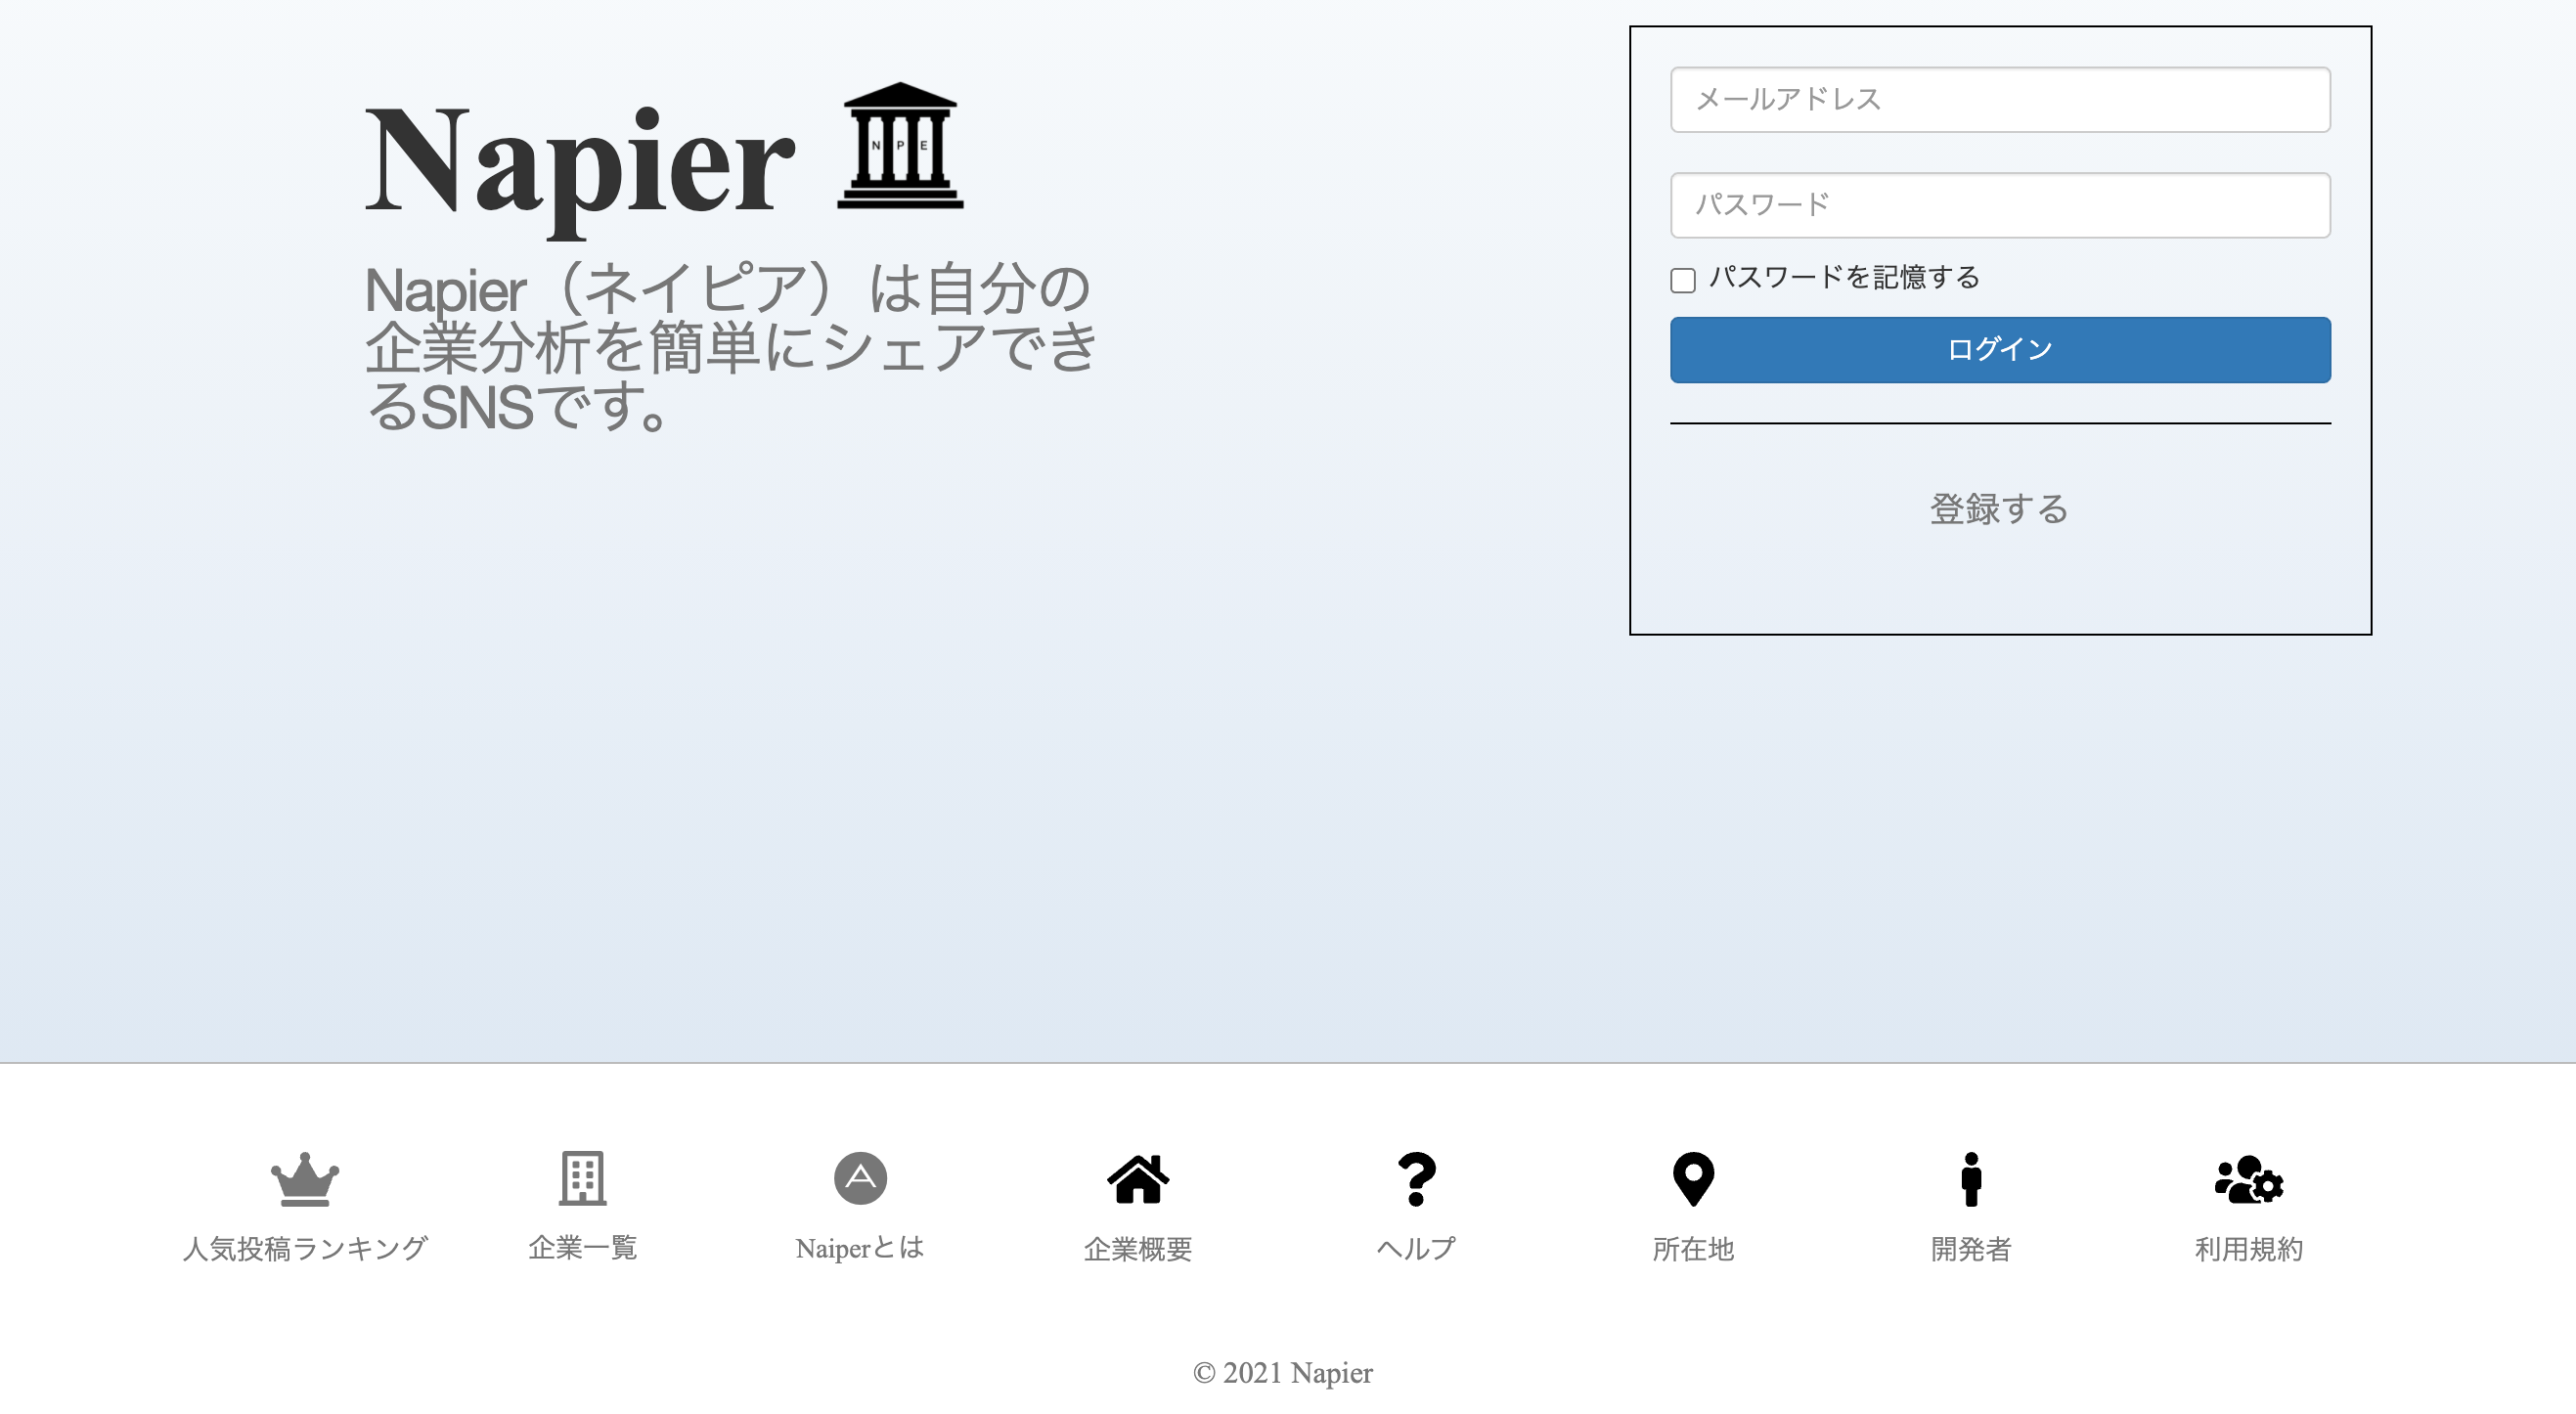 Napier
N P E
Napier（ネイピア）は自分の
企業分析を簡単にシェアでき
るSNSです。
メールアドレス
パスワード
パスワードを記憶する
ログイン
登録する
人気投稿ランキング
企業一覧
Naiperとは
企業概要
ヘルプ
所在地
開発者
利用規約
© 2021 Napier